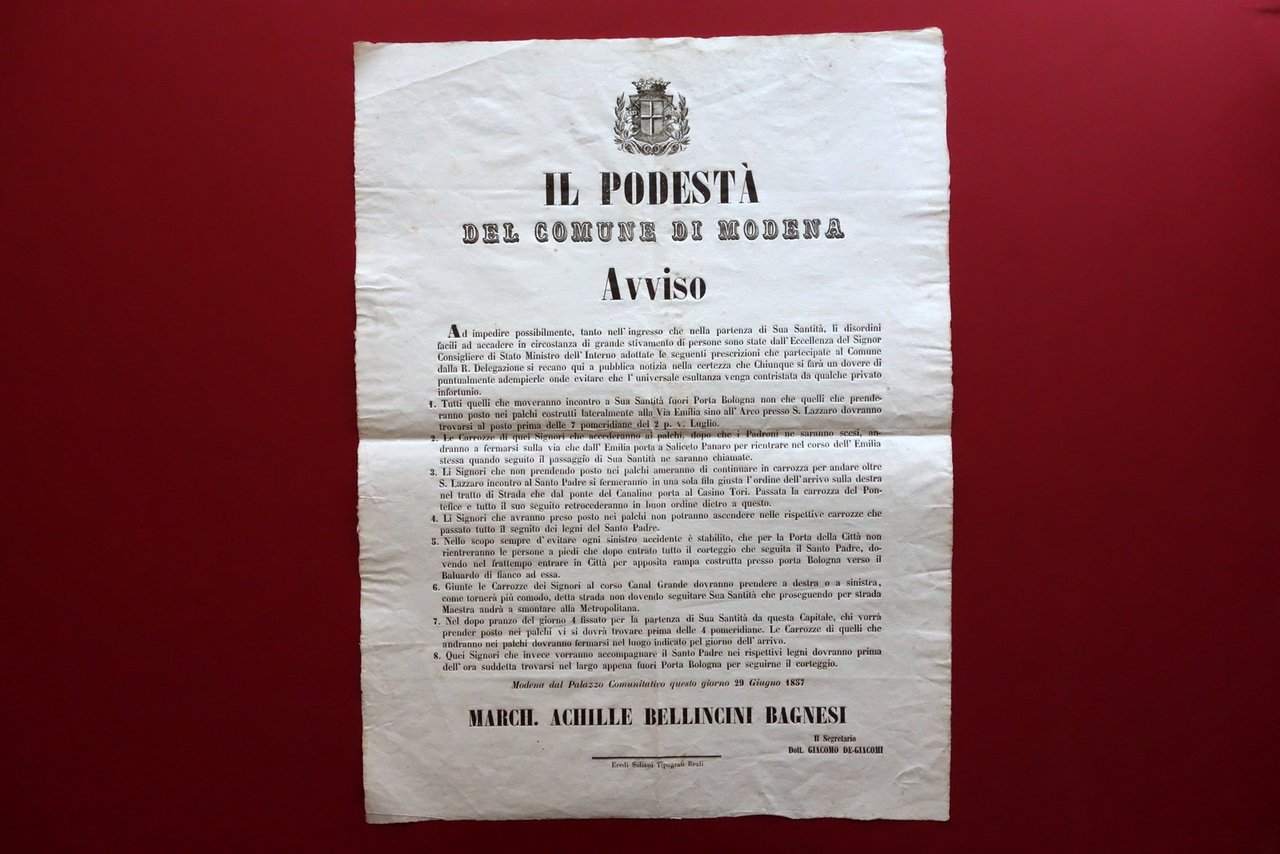 IL PODESTÀ
DEL COMUNE DI MODENA
Avviso
Ad impedire possibilmente, tanto nell'ingresso che nella partenza di Sua Santità, li disordini
facili ad accadere in circostanza di grande stivamento di persone sono state dall'Eccellenza del Signor
Consigliere di Stato Ministro dell'Interno adottate le seguenti prescrizioni che partecipate al Comune
dalla R. Delegazione si recano qui a pubblica notizia nella certezza che Chiunque si farà un dovere di
puntualmente adempierle onde evitare che l'universale esultanza venga contristata da qualche privato
infortunio.
1. Tutti quelli che moveranno incontro a Sua Santità fuori Porta Bologna non che quelli che prende-
ranno posto nei palchi costrutti lateralmente alla Via Emilia sino all'Arco presso S. Lazzaro dovranno
trovarsi al posto prima delle 7 pomeridiane del 2 p. v. Luglio.
2. Le Carrozze di quei Signori che accederanno ai palchi, dopo che i Padroni ne saranno scesi, an-
dranno a fermarsi sulla via che dall'Emilia porta a Saliceto Panaro per rientrare nel corso dell'Emilia
stessa quando seguito il passaggio di Sua Santità ne saranno chiamate.
3. Li Signori che non prendendo posto nei palchi ameranno di continuare in carrozza per andare oltre
S. Lazzaro incontro al Santo Padre si fermeranno in una sola fila giusta l'ordine dell'arrivo sulla destra
nel tratto di Strada che dal ponte del Canalino porta al Casino Tori. Passata la carrozza del Pon-
tefice e tutto il suo seguito retrocederanno in buon ordine dietro a questo.
4. Li Signori che avranno preso posto nei palchi non potranno ascendere nelle rispettive carrozze che
passato tutto il seguito dei legni del Santo Padre.
5. Nello scopo sempre d'evitare ogni sinistro accidente è stabilito, che per la Porta della Città non
rientreranno le persone a piedi che dopo entrato tutto il corteggio che seguita il Santo Padre, do-
vendo nel frattempo entrare in Città per apposita rampa costrutta presso porta Bologna verso il
Baluardo di fianco ad essa.
6. Giunte le Carrozze dei Signori al corso Canal Grande dovranno prendere a destra o a sinistra,
come tornerà più comodo, detta strada non dovendo seguitare Sua Santità che proseguendo per strada
Maestra andrà a smontare alla Metropolitana.
7. Nel dopo pranzo del giorno 4 fissato per la partenza di Sua Santità da questa Capitale, chi vorrà
prender posto nei palchi vi si dovrà trovare prima delle 4 pomeridiane. Le Carrozze di quelli che
andranno nei palchi dovranno fermarsi nel luogo indicato pel giorno dell'arrivo.
8. Quei Signori che invece vorranno accompagnare il Santo Padre nei rispettivi legni dovranno prima
dell'ora suddetta trovarsi nel largo appena fuori Porta Bologna per seguirne il corteggio.
Modena dal Palazzo Comunitativo questo giorno 29 Giugno 1857
MARCH. ACHILLE BELLINCINI BAGNESI
Il Segretario
Dott. GIACOMO DE-GIACOMI
Eredi Soliani Tipografi Reali